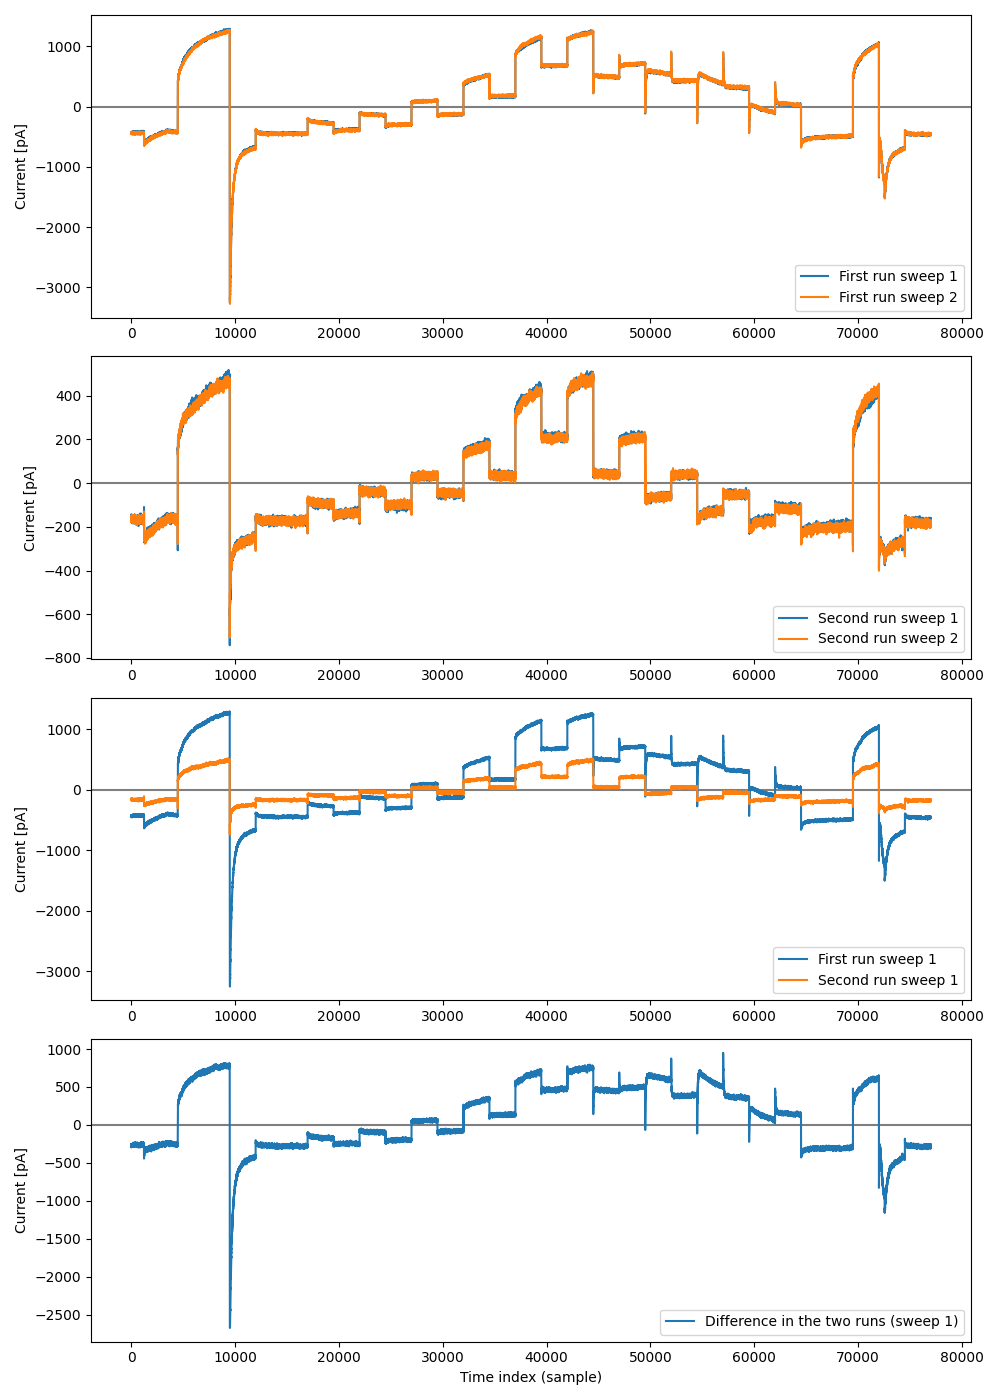 1000
0
−1000
−2000
−3000
Current [pA]
First run sweep 1
First run sweep 2
0 10000 20000 30000 40000 50000 60000 70000 80000
400
200
0
−200
−400
−600
−800
Current [pA]
Second run sweep 1
Second run sweep 2
0 10000 20000 30000 40000 50000 60000 70000 80000
1000
0
−1000
−2000
−3000
Current [pA]
First run sweep 1
Second run sweep 1
0 10000 20000 30000 40000 50000 60000 70000 80000
1000
500
0
−500
−1000
−1500
−2000
−2500
Current [pA]
Difference in the two runs (sweep 1)
0 10000 20000 30000 40000 50000 60000 70000 80000
Time index (sample)